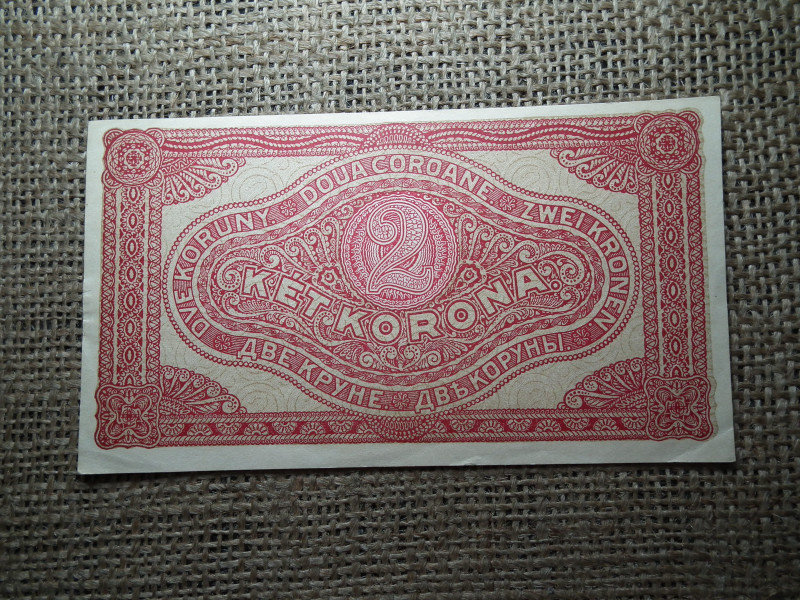 DVE KORUNY ❋ DOUA COROANE ❋ ZWEI KRONEN
2
KÉT KORONA.
ДВЕ КРУНЕ. ДВѢ КОРУНЫ